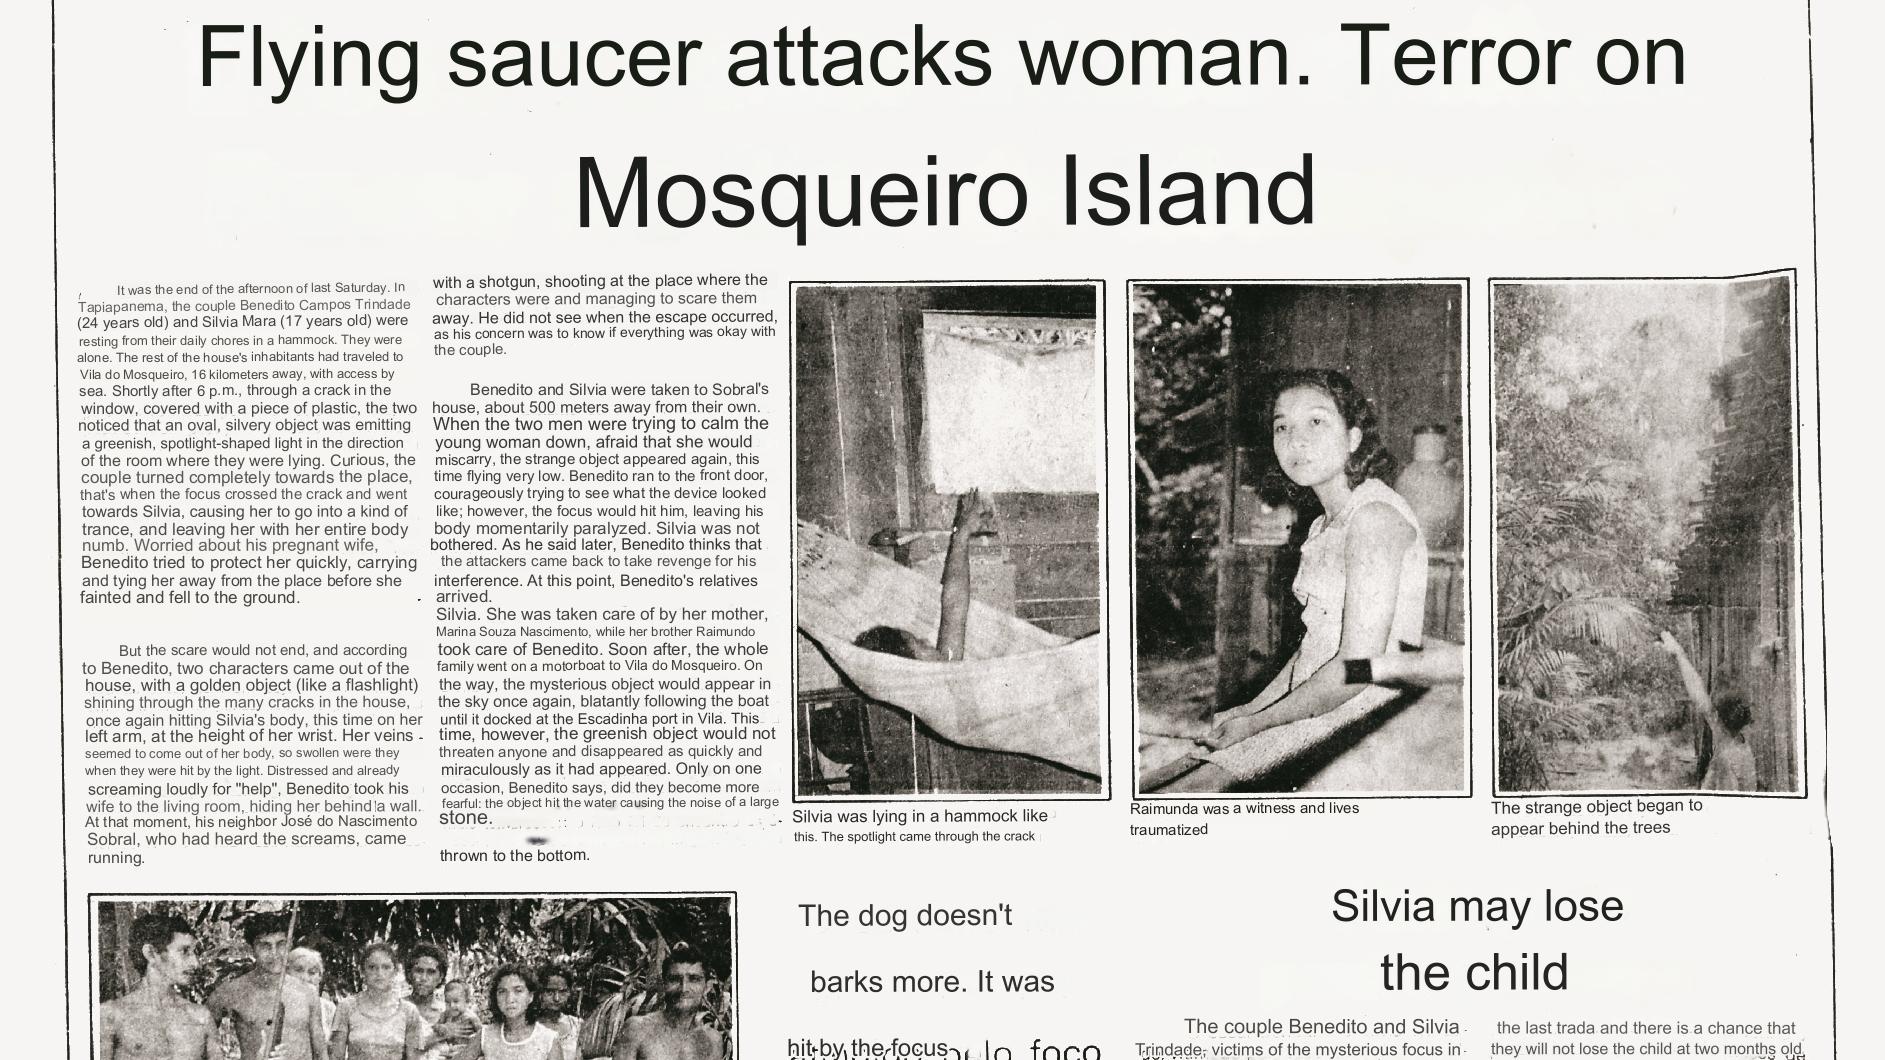 Flying saucer attacks woman. Terror on
Mosqueiro Island
It was the end of the afternoon of last Saturday. In
Tapiapanema, the couple Benedito Campos Trindade
(24 years old) and Silvia Mara (17 years old) were
resting from their daily chores in a hammock. They were
alone. The rest of the house's inhabitants had traveled to
Vila do Mosqueiro, 16 kilometers away, with access by
sea. Shortly after 6 p.m., through a crack in the
window, covered with a piece of plastic, the two
noticed that an oval, silvery object was emitting
a greenish, spotlight-shaped light in the direction
of the room where they were lying. Curious, the
couple turned completely towards the place,
that's when the focus crossed the crack and went
towards Silvia, causing her to go into a kind of
trance, and leaving her with her entire body
numb. Worried about his pregnant wife,
Benedito tried to protect her quickly, carrying
and tying her away from the place before she
fainted and fell to the ground.
But the scare would not end, and according
to Benedito, two characters came out of the
house, with a golden object (like a flashlight)
shining through the many cracks in the house,
once again hitting Silvia's body, this time on her
left arm, at the height of her wrist. Her veins
seemed to come out of her body, so swollen were they
when they were hit by the light. Distressed and already
screaming loudly for "help", Benedito took his
wife to the living room, hiding her behind a wall.
At that moment, his neighbor José do Nascimento
Sobral, who had heard the screams, came
running.
with a shotgun, shooting at the place where the
characters were and managing to scare them
away. He did not see when the escape occurred,
as his concern was to know if everything was okay with
the couple.
Benedito and Silvia were taken to Sobral's
house, about 500 meters away from their own.
When the two men were trying to calm the
young woman down, afraid that she would
miscarry, the strange object appeared again, this
time flying very low. Benedito ran to the front door,
courageously trying to see what the device looked
like; however, the focus would hit him, leaving his
body momentarily paralyzed. Silvia was not
bothered. As he said later, Benedito thinks that
the attackers came back to take revenge for his
interference. At this point, Benedito's relatives
arrived.
Silvia. She was taken care of by her mother,
Marina Souza Nascimento, while her brother Raimundo
took care of Benedito. Soon after, the whole
family went on a motorboat to Vila do Mosqueiro. On
the way, the mysterious object would appear in
the sky once again, blatantly following the boat
until it docked at the Escadinha port in Vila. This
time, however, the greenish object would not
threaten anyone and disappeared as quickly and
miraculously as it had appeared. Only on one
occasion, Benedito says, did they become more
fearful: the object hit the water causing the noise of a large
stone.
thrown to the bottom.
Silvia was lying in a hammock like
this. The spotlight came through the crack
Raimunda was a witness and lives
traumatized
The strange object began to
appear behind the trees
The dog doesn't
barks more. It was
hit by the focus
Silvia may lose
the child
The couple Benedito and Silvia
Trindade, victims of the mysterious focus in
the last trada and there is a chance that
they will not lose the child at two months old